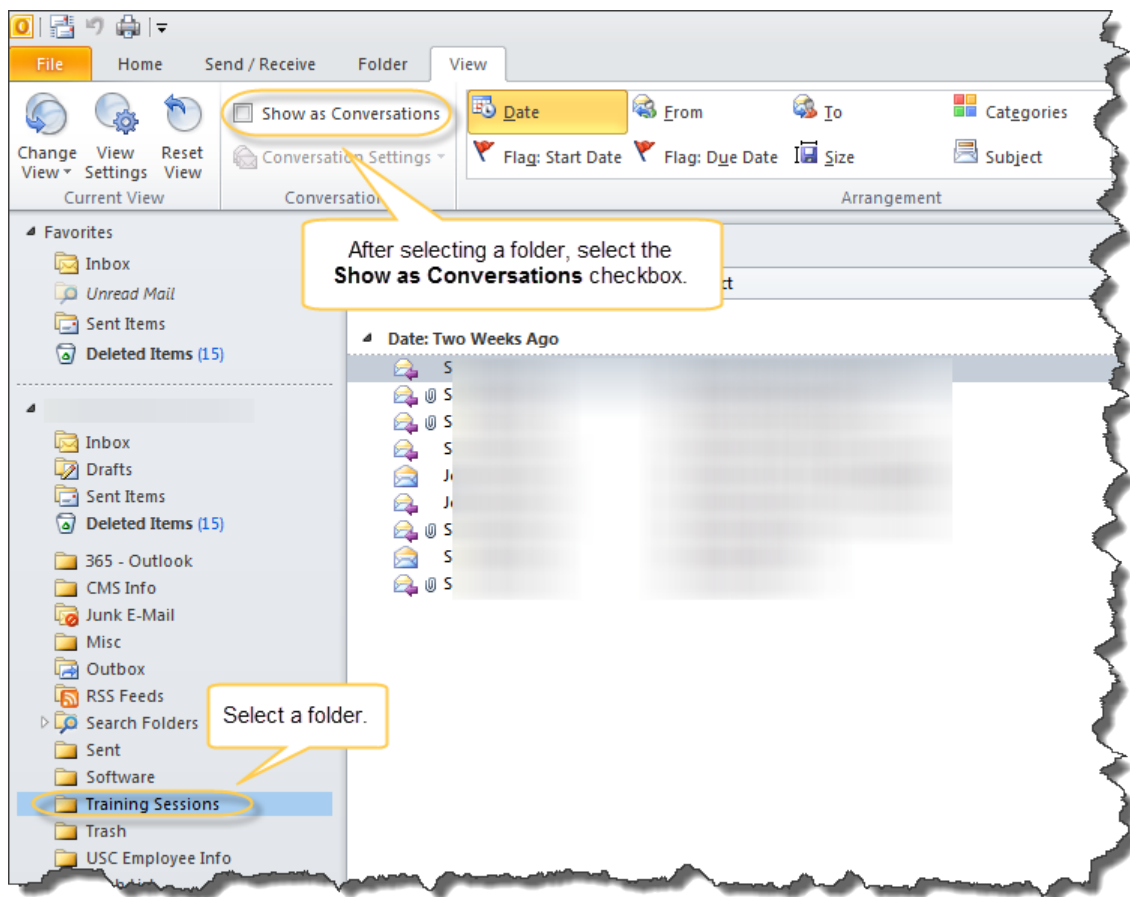 File Home Send / Receive Folder View
Show as Conversations Date From To Categories
Change View Reset Conversation Settings Flag: Start Date Flag: Due Date Size Subject
View Settings View
Current View Arrangement
Favorites
After selecting a folder, select the
Show as Conversations checkbox.
Inbox
Unread Mail
Sent Items
Date: Two Weeks Ago
Deleted Items (15)
S
S
S
S
S
S
S
Inbox
Drafts
Sent Items
Deleted Items (15)
365 - Outlook
CMS Info
Junk E-Mail
Misc
Outbox
RSS Feeds
Select a folder.
Search Folders
Sent
Software
Training Sessions
Trash
USC Employee Info